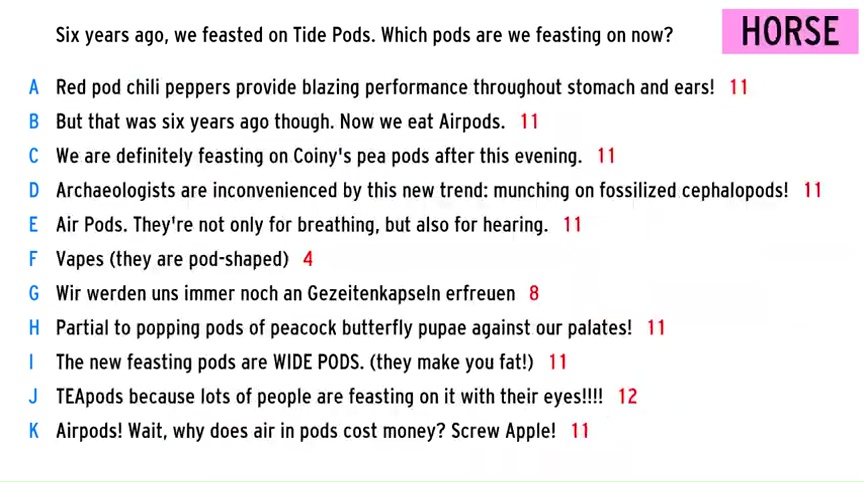 Six years ago, we feasted on Tide Pods. Which pods are we feasting on now?
HORSE
A Red pod chili peppers provide blazing performance throughout stomach and ears! 11
B But that was six years ago though. Now we eat Airpods. 11
C We are definitely feasting on Coiny's pea pods after this evening. 11
D Archaeologists are inconvenienced by this new trend: munching on fossilized cephalopods! 11
E Air Pods. They're not only for breathing, but also for hearing. 11
F Vapes (they are pod-shaped) 4
G Wir werden uns immer noch an Gezeitenkapseln erfreuen 8
H Partial to popping pods of peacock butterfly pupae against our palates! 11
I The new feasting pods are WIDE PODS. (they make you fat!) 11
J TEApods because lots of people are feasting on it with their eyes!!!! 12
K Airpods! Wait, why does air in pods cost money? Screw Apple! 11